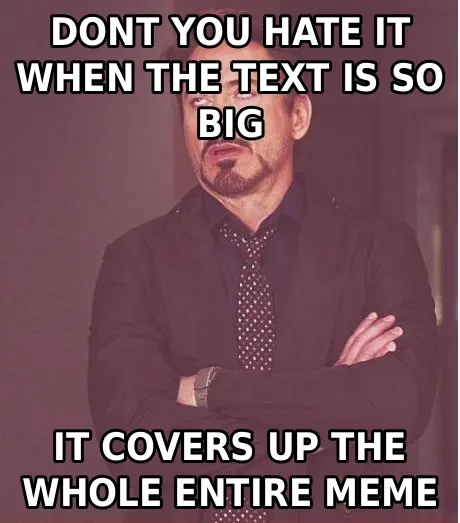 DONT YOU HATE IT
WHEN THE TEXT IS SO
BIG
IT COVERS UP THE
WHOLE ENTIRE MEME